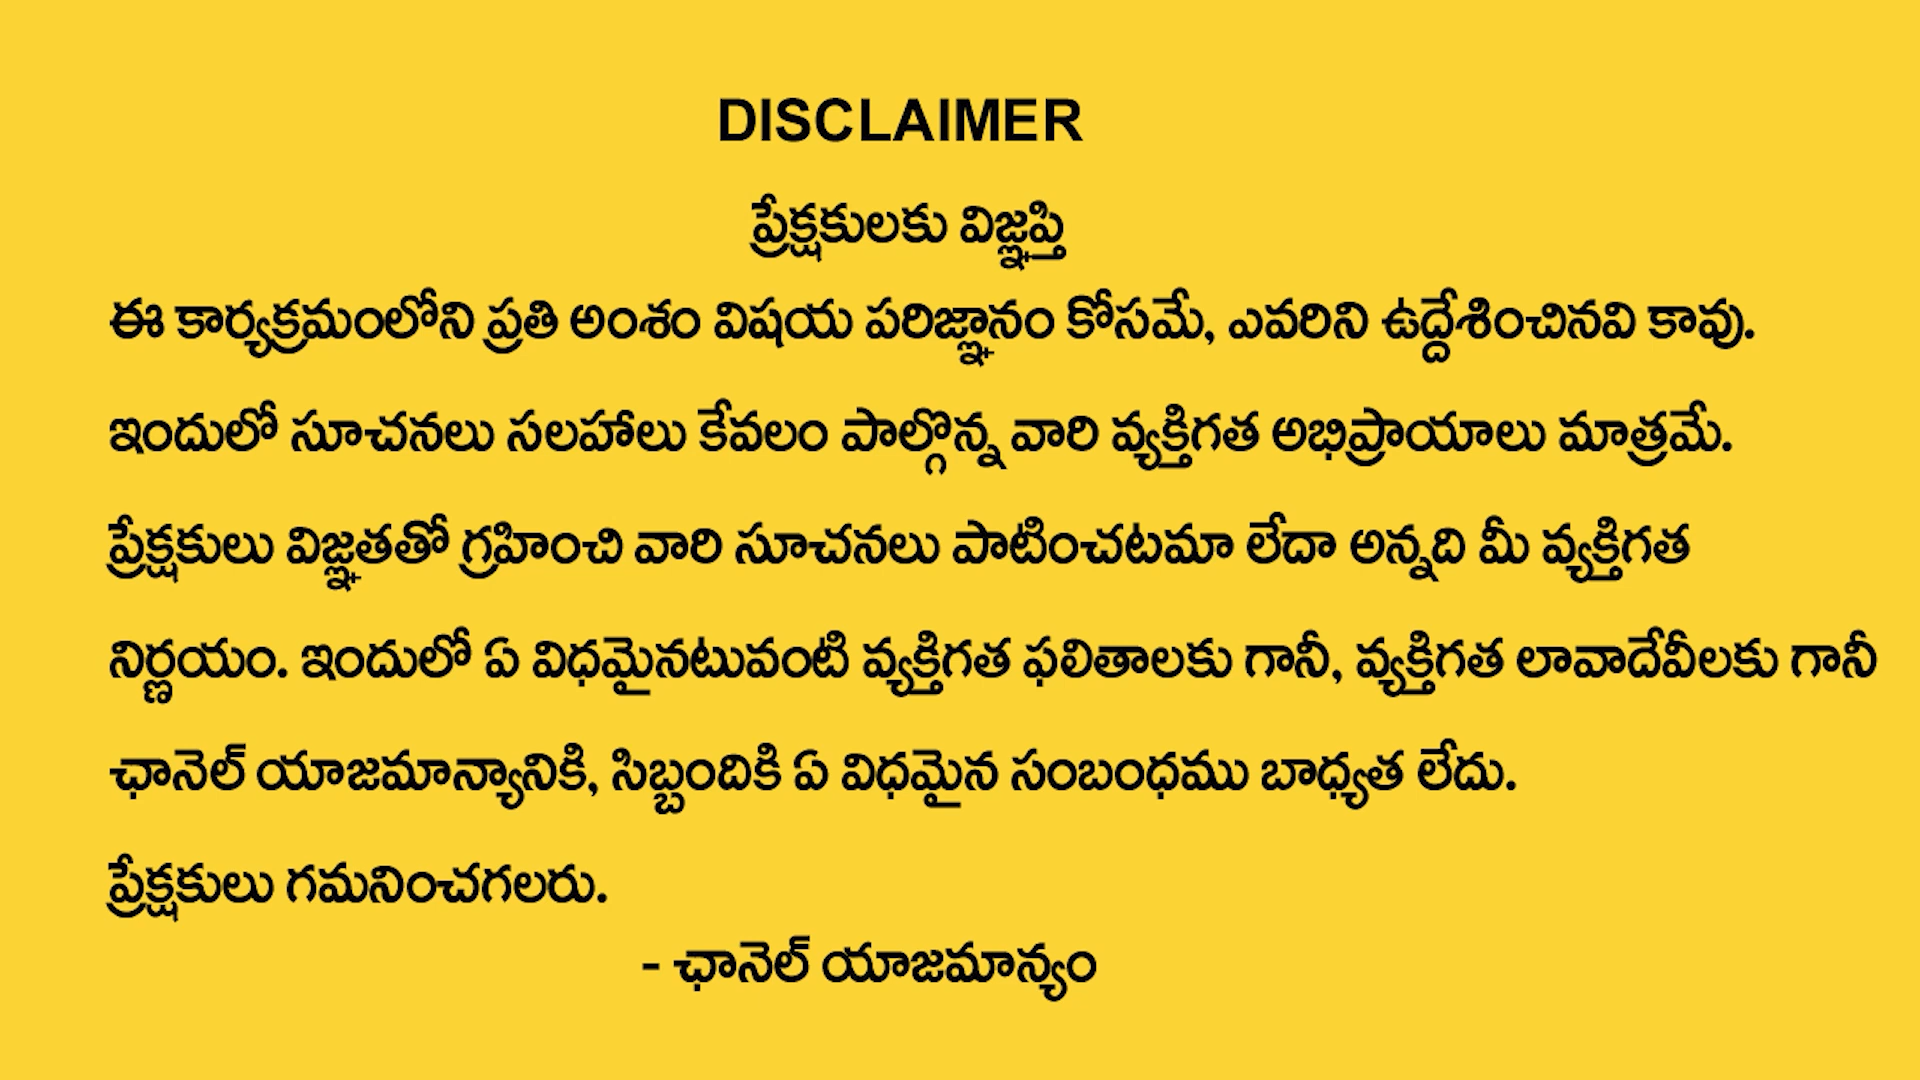 DISCLAIMER
ప్రేక్షకులకు విజ్ఞప్తి
ఈ కార్యక్రమంలోని ప్రతి అంశం విషయ పరిజ్ఞానం కోసమే, ఎవరిని ఉద్దేశించినవి కావు.
ఇందులో సూచనలు సలహాలు కేవలం పాల్గొన్న వారి వ్యక్తిగత అభిప్రాయాలు మాత్రమే.
ప్రేక్షకులు విజ్ఞతతో గ్రహించి వారి సూచనలు పాటించటమా లేదా అన్నది మీ వ్యక్తిగత
నిర్ణయం. ఇందులో ఏ విధమైనటువంటి వ్యక్తిగత ఫలితాలకు గానీ, వ్యక్తిగత లావాదేవీలకు గానీ
ఛానెల్ యాజమాన్యానికి, సిబ్బందికి ఏ విధమైన సంబంధము బాధ్యత లేదు.
ప్రేక్షకులు గమనించగలరు.
- ఛానెల్ యాజమాన్యం